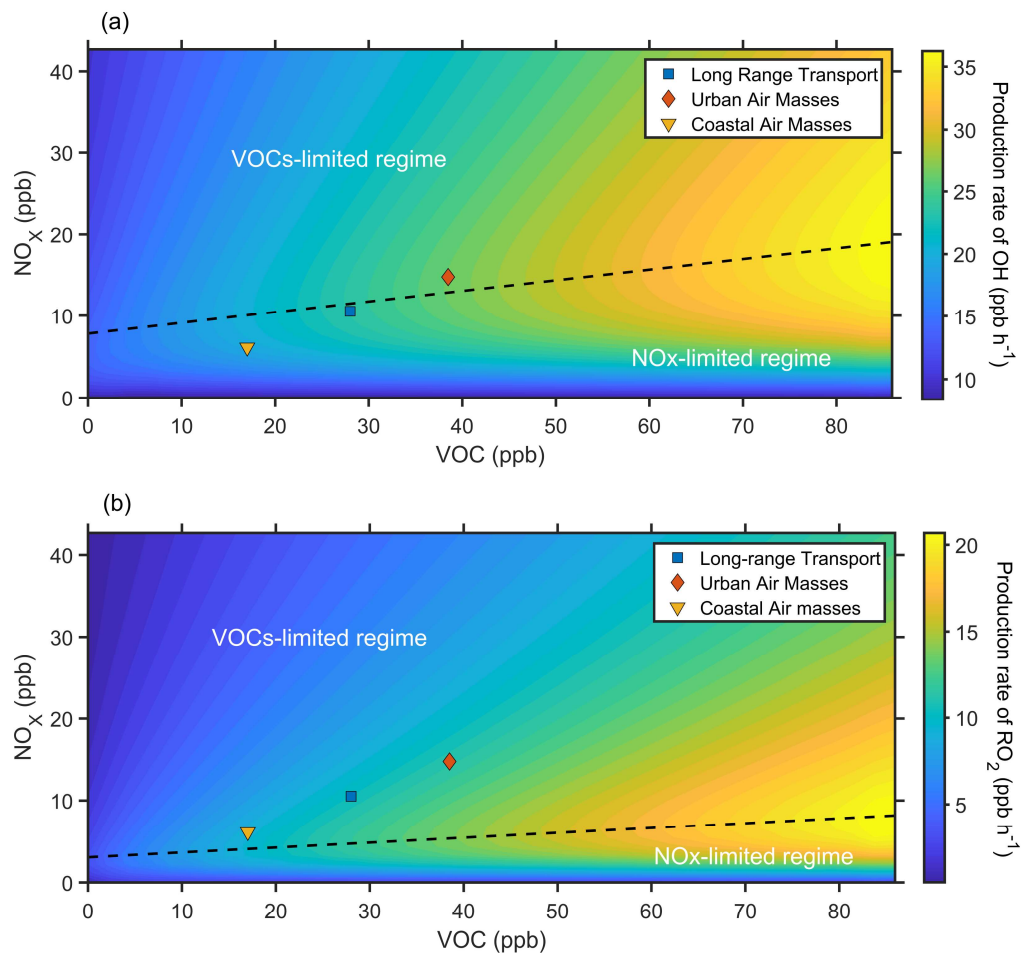 (a)
Long Range Transport
Urban Air Masses
Coastal Air Masses
VOCs-limited regime
NOx-limited regime
40
30
20
10
0
NOX (ppb)
0 10 20 30 40 50 60 70 80
VOC (ppb)
35
30
25
20
15
10
Production rate of OH (ppb h-1)
(b)
Long-range Transport
Urban Air Masses
Coastal Air masses
VOCs-limited regime
NOx-limited regime
40
30
20
10
0
NOX (ppb)
0 10 20 30 40 50 60 70 80
VOC (ppb)
20
15
10
5
Production rate of RO2 (ppb h-1)